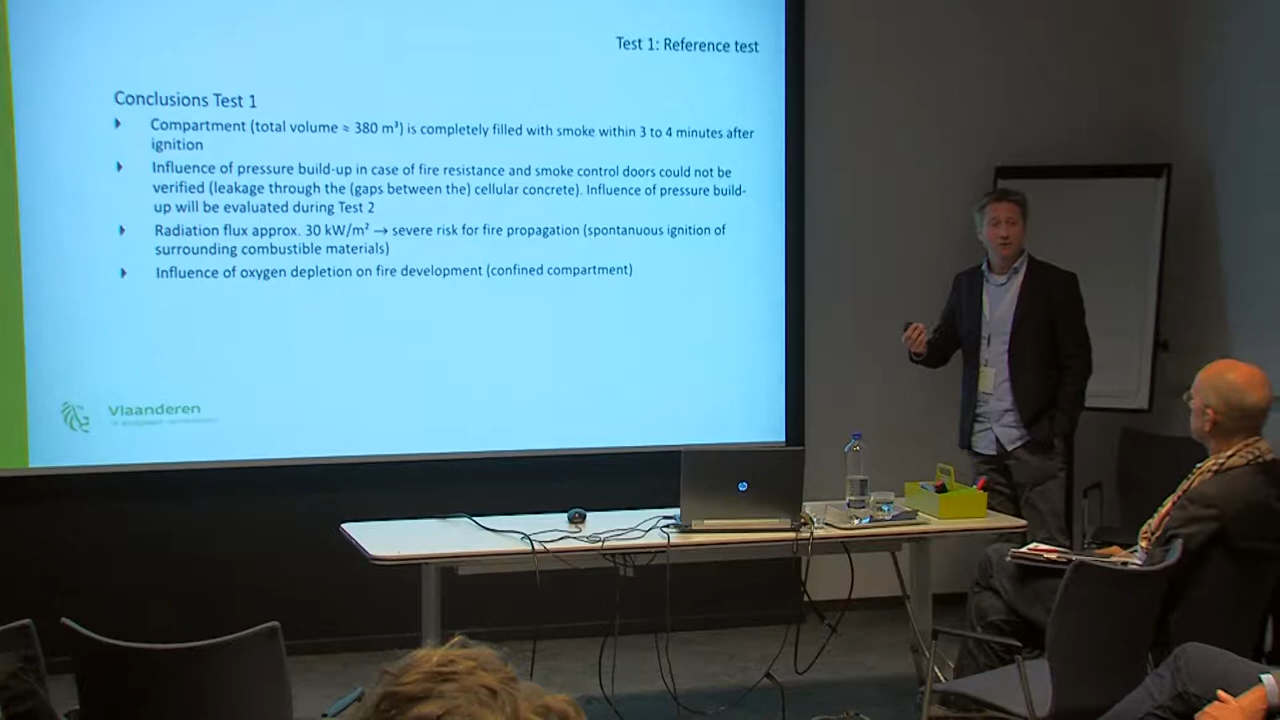 Test 1: Reference test
Conclusions Test 1
Compartment (total volume ≈ 380 m³) is completely filled with smoke within 3 to 4 minutes after
ignition
Influence of pressure build-up in case of fire resistance and smoke control doors could not be
verified (leakage through the (gaps between the) cellular concrete). Influence of pressure build-
up will be evaluated during Test 2
Radiation flux approx. 30 kW/m² → severe risk for fire propagation (spontanuous ignition of
surrounding combustible materials)
Influence of oxygen depletion on fire development (confined compartment)
Vlaanderen
hp